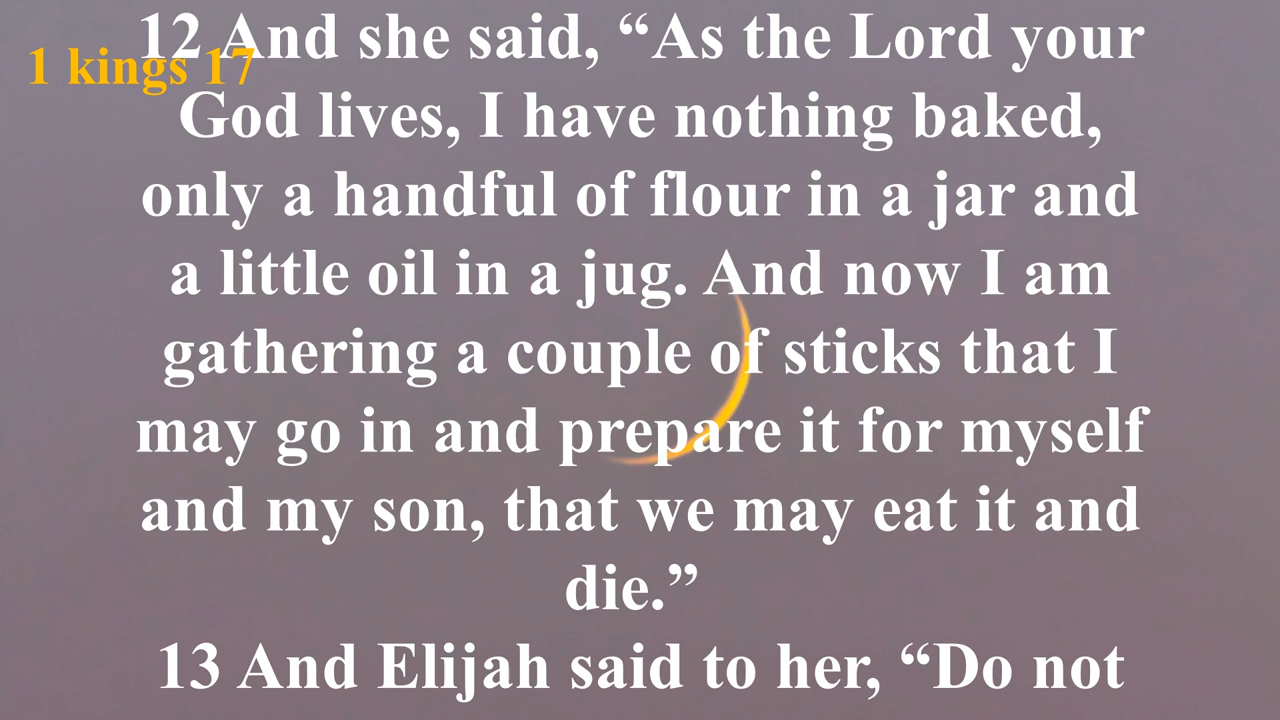 1 kings 17
12 And she said, “As the Lord your
God lives, I have nothing baked,
only a handful of flour in a jar and
a little oil in a jug. And now I am
gathering a couple of sticks that I
may go in and prepare it for myself
and my son, that we may eat it and
die.”
13 And Elijah said to her, “Do not